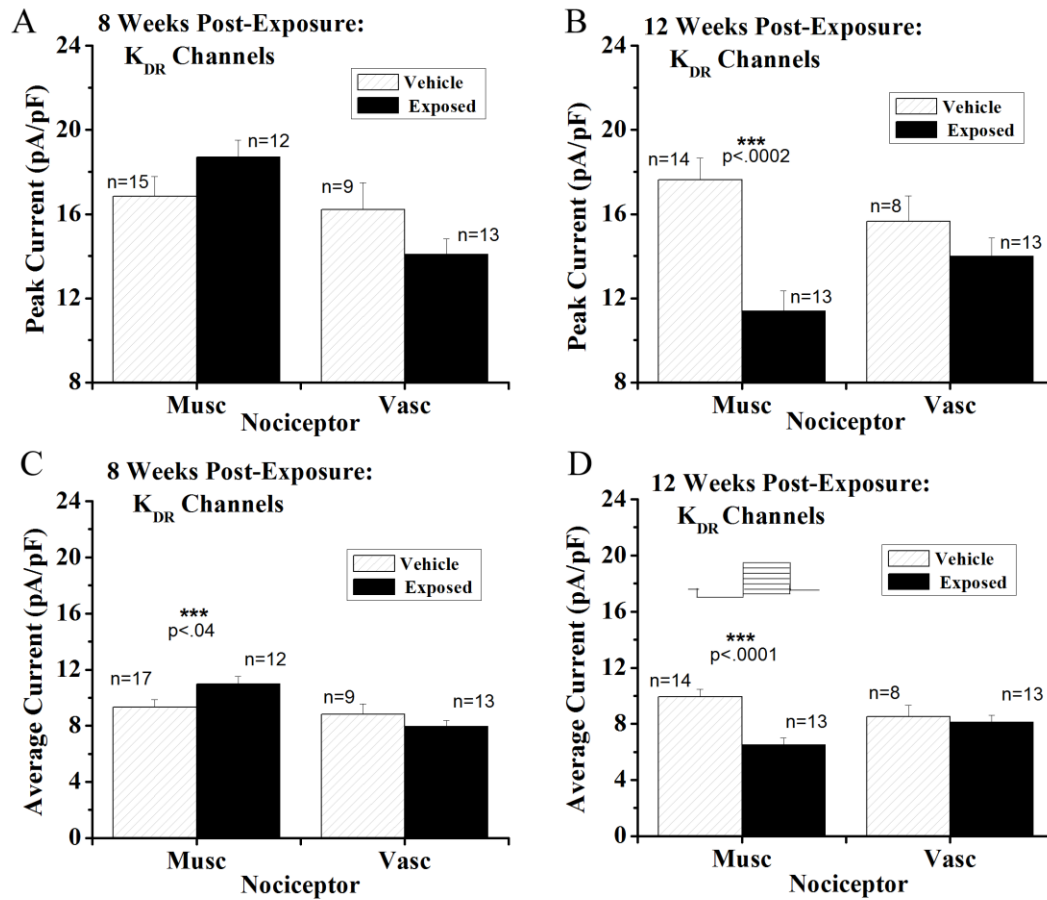 A
8 Weeks Post-Exposure:
K_DR Channels
Vehicle
Exposed
Peak Current (pA/pF)
24
20
16
12
8
n=15
n=12
n=9
n=13
Musc
Vasc
Nociceptor
B
12 Weeks Post-Exposure:
K_DR Channels
Vehicle
Exposed
Peak Current (pA/pF)
24
20
16
12
8
n=14
***
p<.0002
n=13
n=8
n=13
Musc
Vasc
Nociceptor
C
8 Weeks Post-Exposure:
K_DR Channels
Vehicle
Exposed
Average Current (pA/pF)
24
20
16
12
8
4
0
***
p<.04
n=17
n=12
n=9
n=13
Musc
Vasc
Nociceptor
D
12 Weeks Post-Exposure:
K_DR Channels
Vehicle
Exposed
Average Current (pA/pF)
24
20
16
12
8
4
0
***
p<.0001
n=14
n=13
n=8
n=13
Musc
Vasc
Nociceptor